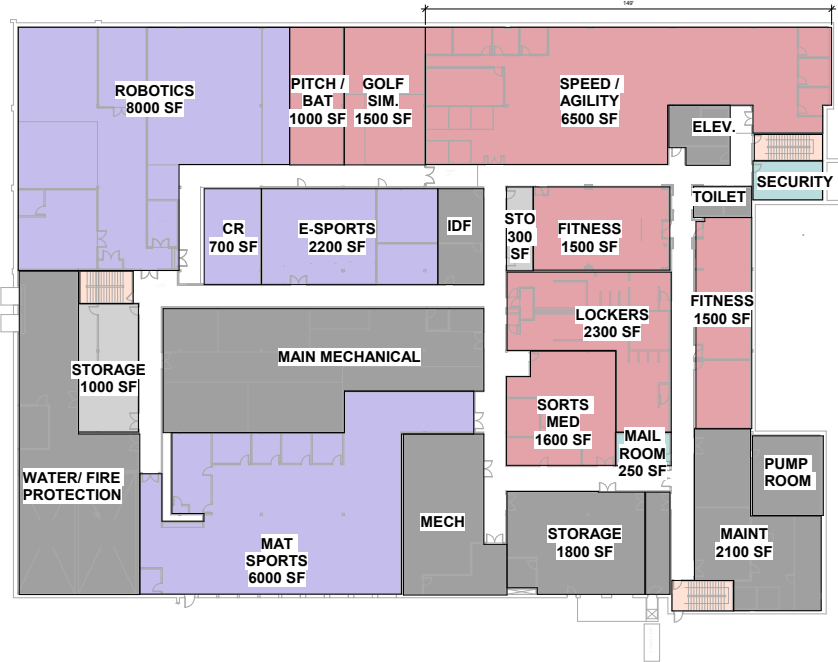 149'
ROBOTICS
8000 SF
PITCH /
BAT
1000 SF
GOLF
SIM.
1500 SF
SPEED /
AGILITY
6500 SF
ELEV.
SECURITY
TOILET
CR
700 SF
E-SPORTS
2200 SF
IDF
STO
300
SF
FITNESS
1500 SF
FITNESS
1500 SF
LOCKERS
2300 SF
MAIN MECHANICAL
STORAGE
1000 SF
SORTS
MED
1600 SF
MAIL
ROOM
250 SF
WATER/ FIRE
PROTECTION
PUMP
ROOM
MECH
STORAGE
1800 SF
MAINT
2100 SF
MAT
SPORTS
6000 SF